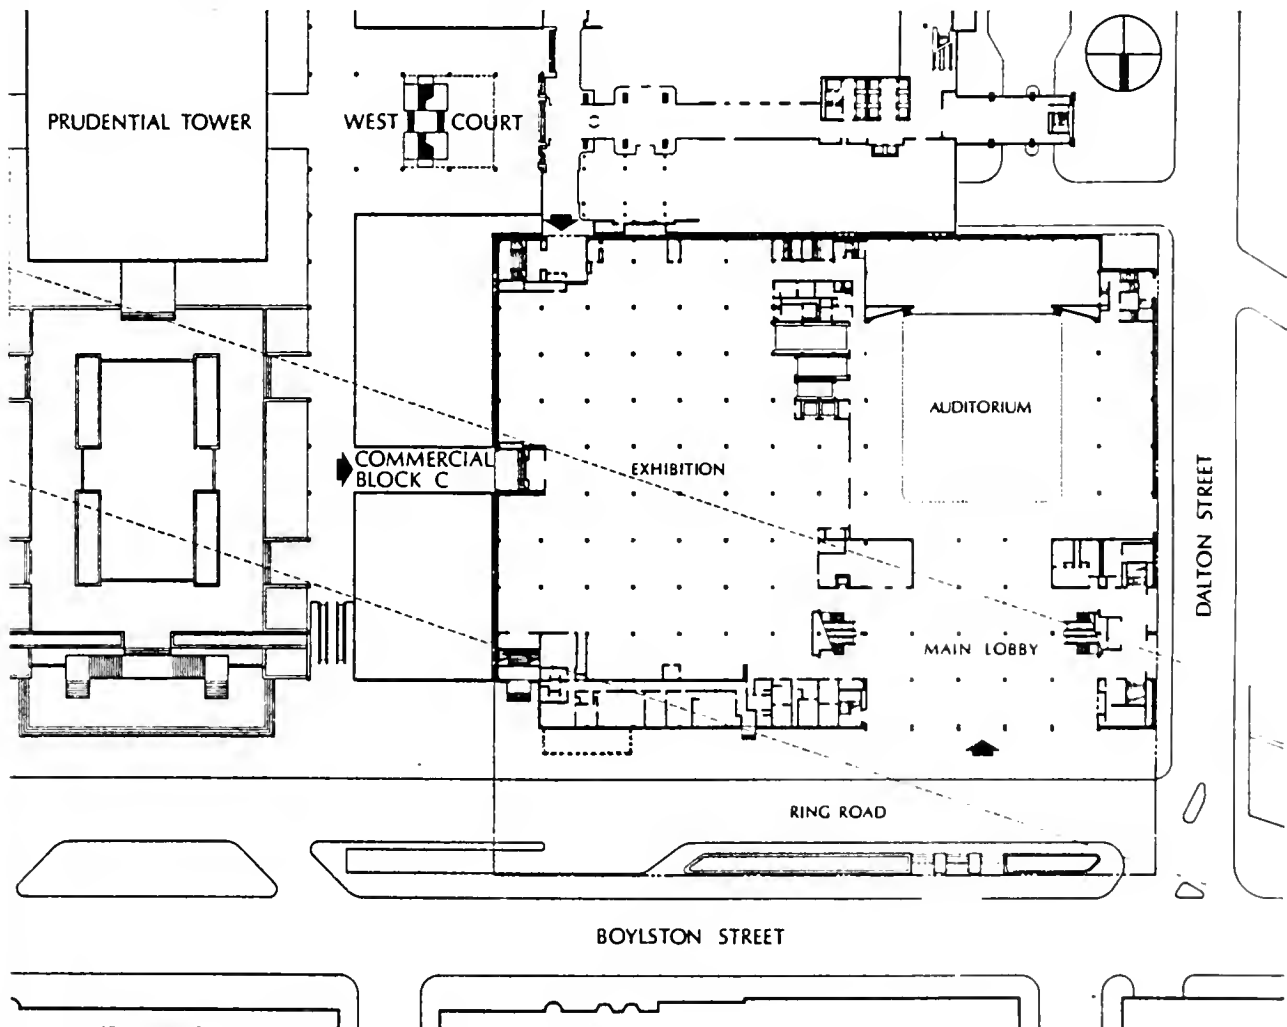 PRUDENTIAL TOWER
WEST COURT
COMMERCIAL
BLOCK C
EXHIBITION
AUDITORIUM
DALTON STREET
MAIN LOBBY
RING ROAD
BOYLSTON STREET